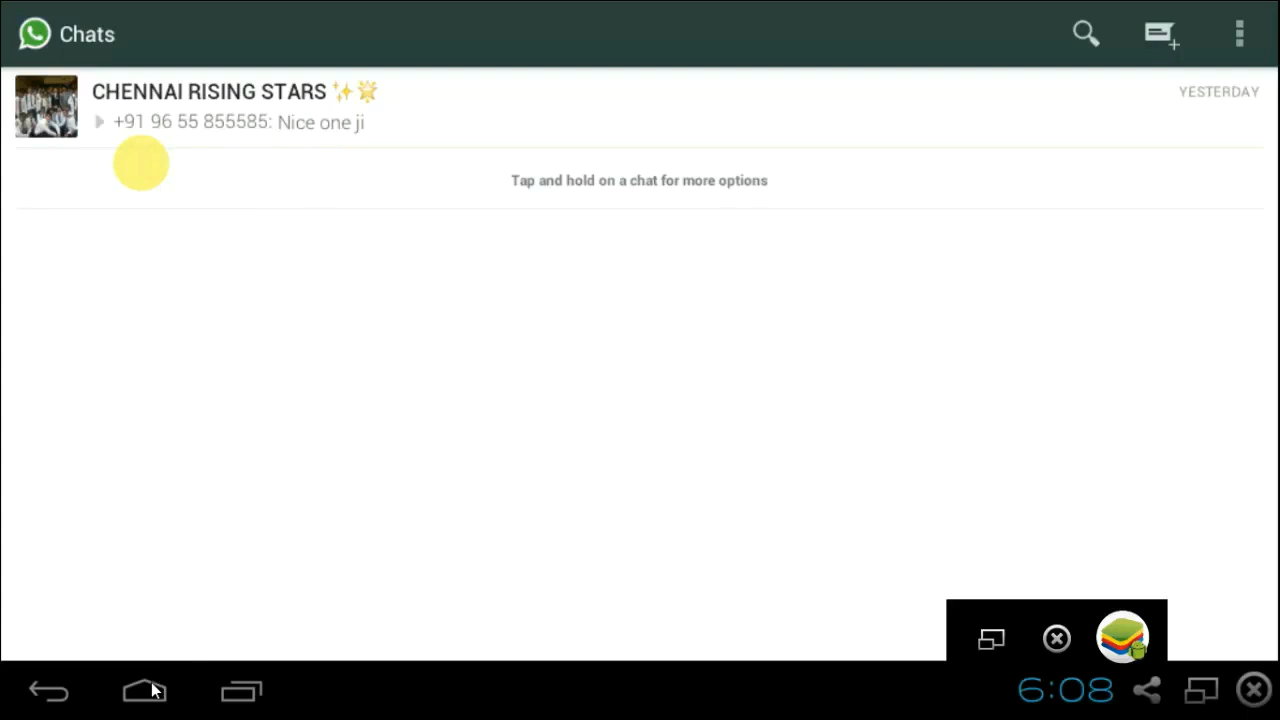 Chats
CHENNAI RISING STARS ✨🌟
YESTERDAY
+91 96 55 855585: Nice one ji
Tap and hold on a chat for more options
6:08